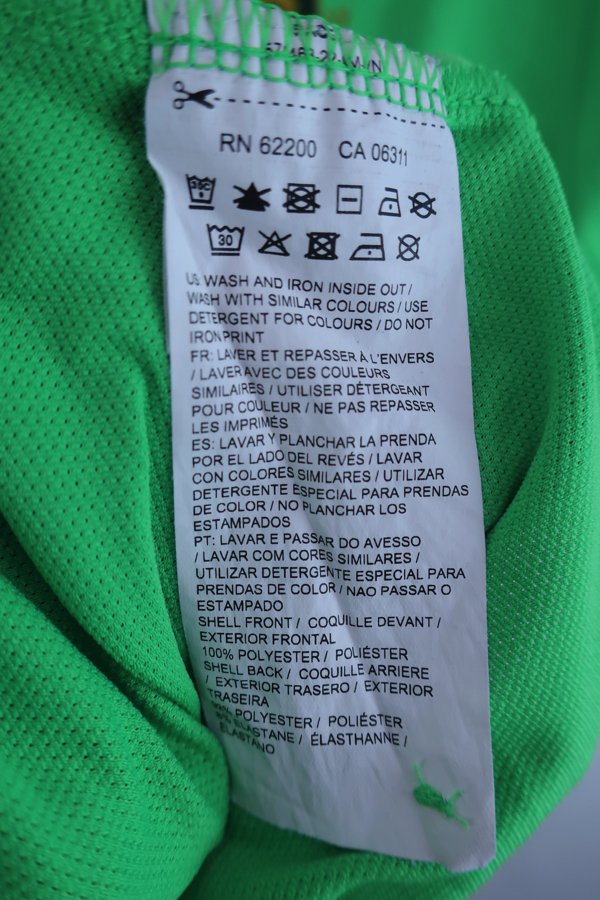 RN 62200 CA 06311
30
US WASH AND IRON INSIDE OUT /
WASH WITH SIMILAR COLOURS / USE
DETERGENT FOR COLOURS / DO NOT
IRON PRINT
FR: LAVER ET REPASSER À L'ENVERS
/ LAVER AVEC DES COULEURS
SIMILAIRES / UTILISER DÉTERGEANT
POUR COULEUR / NE PAS REPASSER
LES IMPRIMÉS
ES: LAVAR Y PLANCHAR LA PRENDA
POR EL LADO DEL REVÉS / LAVAR
CON COLORES SIMILARES / UTILIZAR
DETERGENTE ESPECIAL PARA PRENDAS
DE COLOR / NO PLANCHAR LOS
ESTAMPADOS
PT: LAVAR E PASSAR DO AVESSO
/ LAVAR COM CORES SIMILARES /
UTILIZAR DETERGENTE ESPECIAL PARA
PRENDAS DE COLOR / NAO PASSAR O
ESTAMPADO
SHELL FRONT / COQUILLE DEVANT /
EXTERIOR FRONTAL
100% POLYESTER / POLIÉSTER
SHELL BACK / COQUILLE ARRIERE
/ EXTERIOR TRASERO / EXTERIOR
TRASEIRA
POLYESTER / POLIÉSTER
ELASTANE / ÉLASTHANNE /
ELASTANO